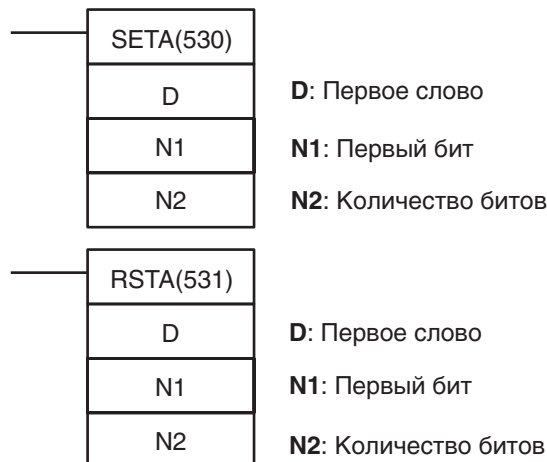 SETA(530)
D D: Первое слово
N1 N1: Первый бит
N2 N2: Количество битов
RSTA(531)
D D: Первое слово
N1 N1: Первый бит
N2 N2: Количество битов